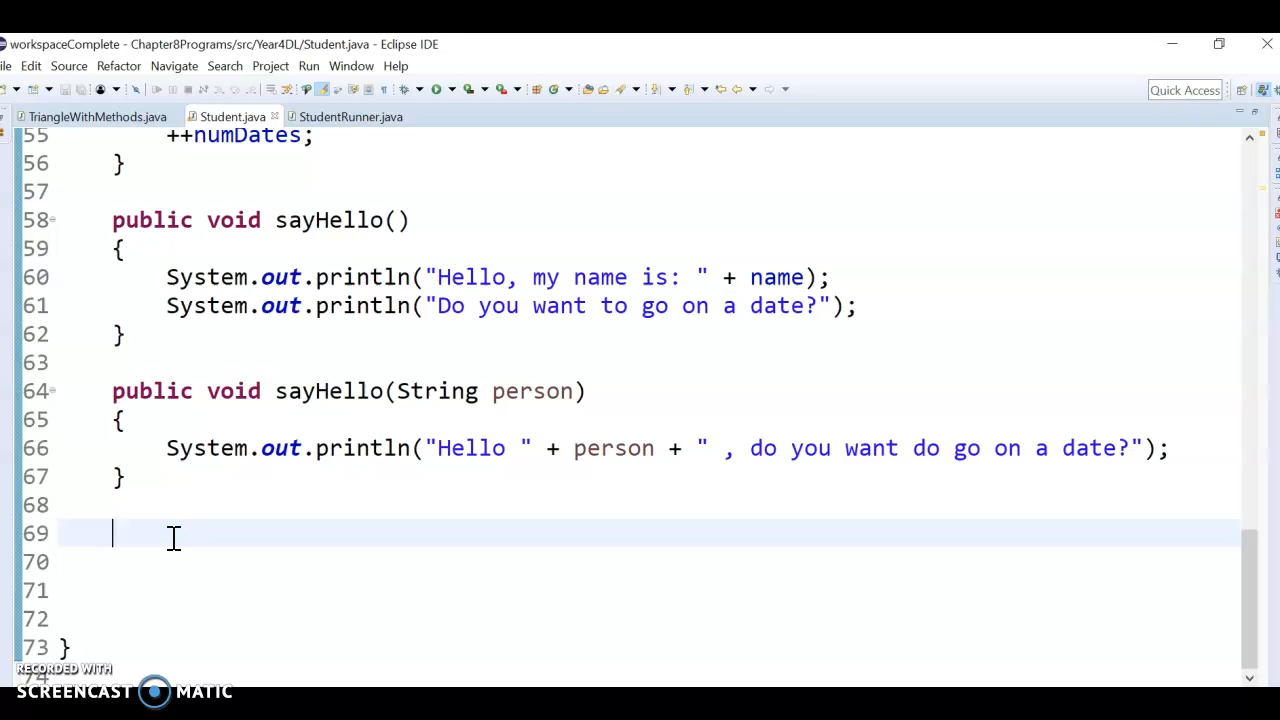 workspaceComplete - Chapter8Programs/src/Year4DL/Student.java - Eclipse IDE
ile Edit Source Refactor Navigate Search Project Run Window Help
Quick Access
TriangleWithMethods.java Student.java StudentRunner.java
55 ++numDates;
56 }
57
58 public void sayHello()
59 {
60 System.out.println("Hello, my name is: " + name);
61 System.out.println("Do you want to go on a date?");
62 }
63
64 public void sayHello(String person)
65 {
66 System.out.println("Hello " + person + " , do you want do go on a date?");
67 }
68
69
70
71
72
73 }
74
RECORDED WITH
SCREENCAST MATIC